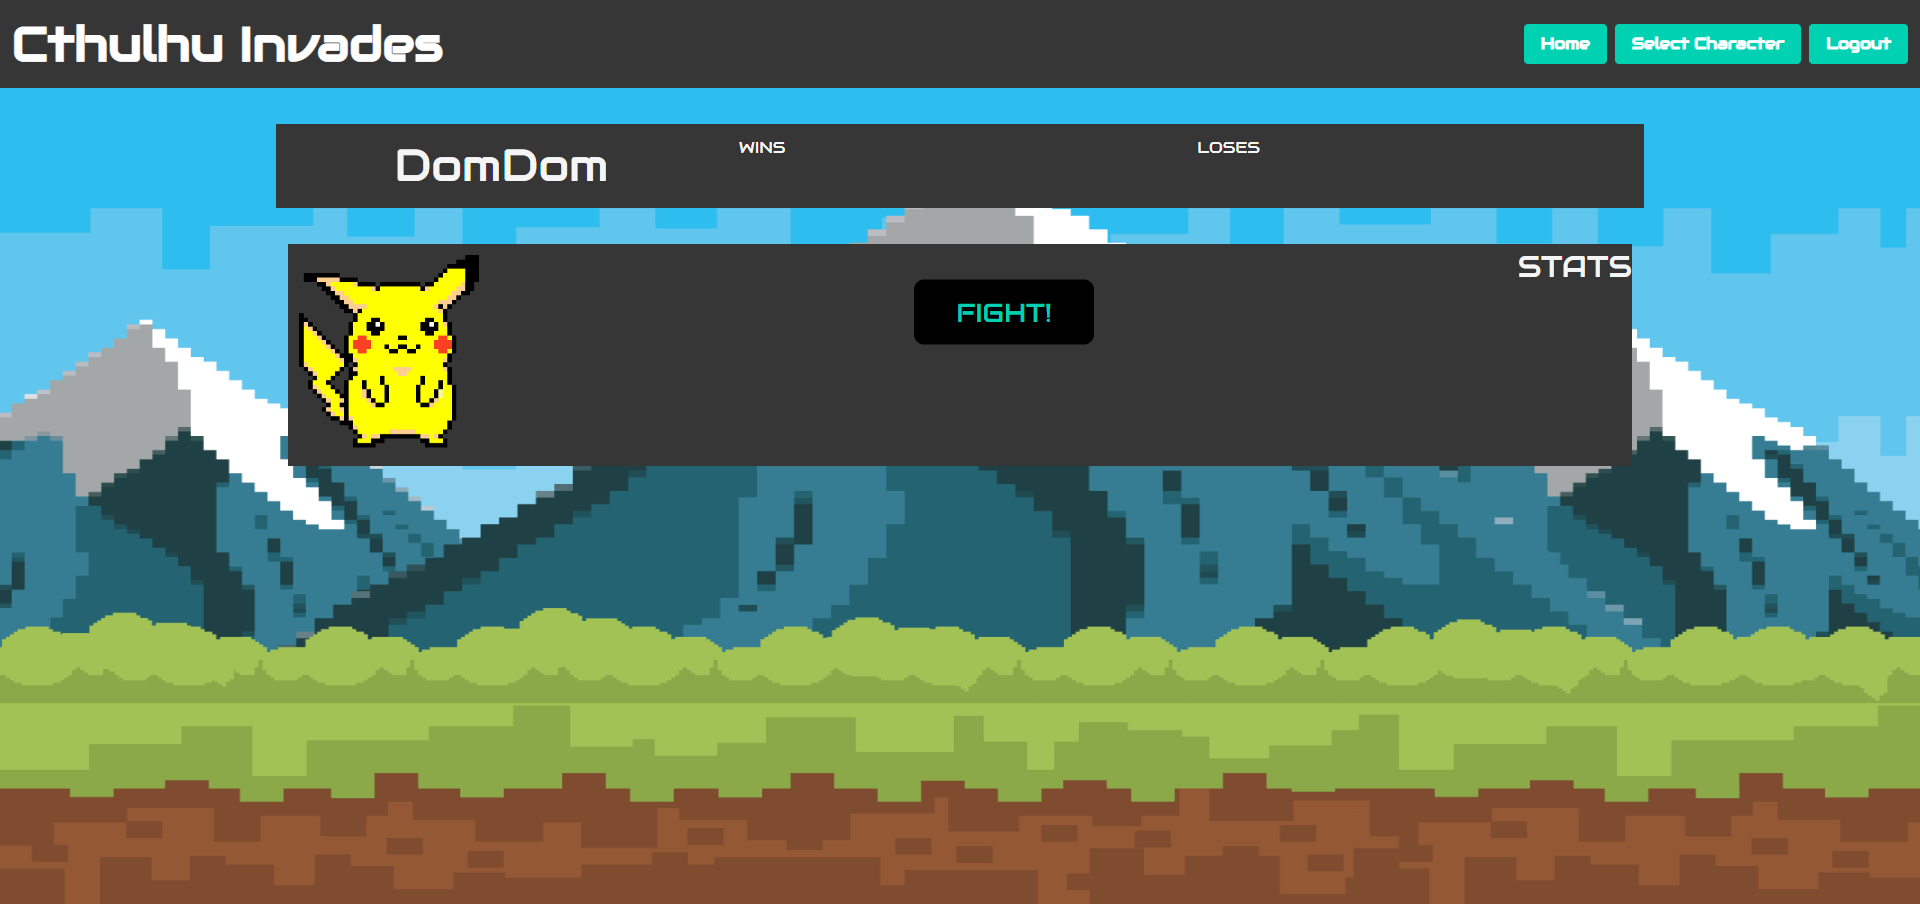 Cthulhu Invades
Home
Select Character
Logout
DomDom
WINS
LOSES
FIGHT!
STATS